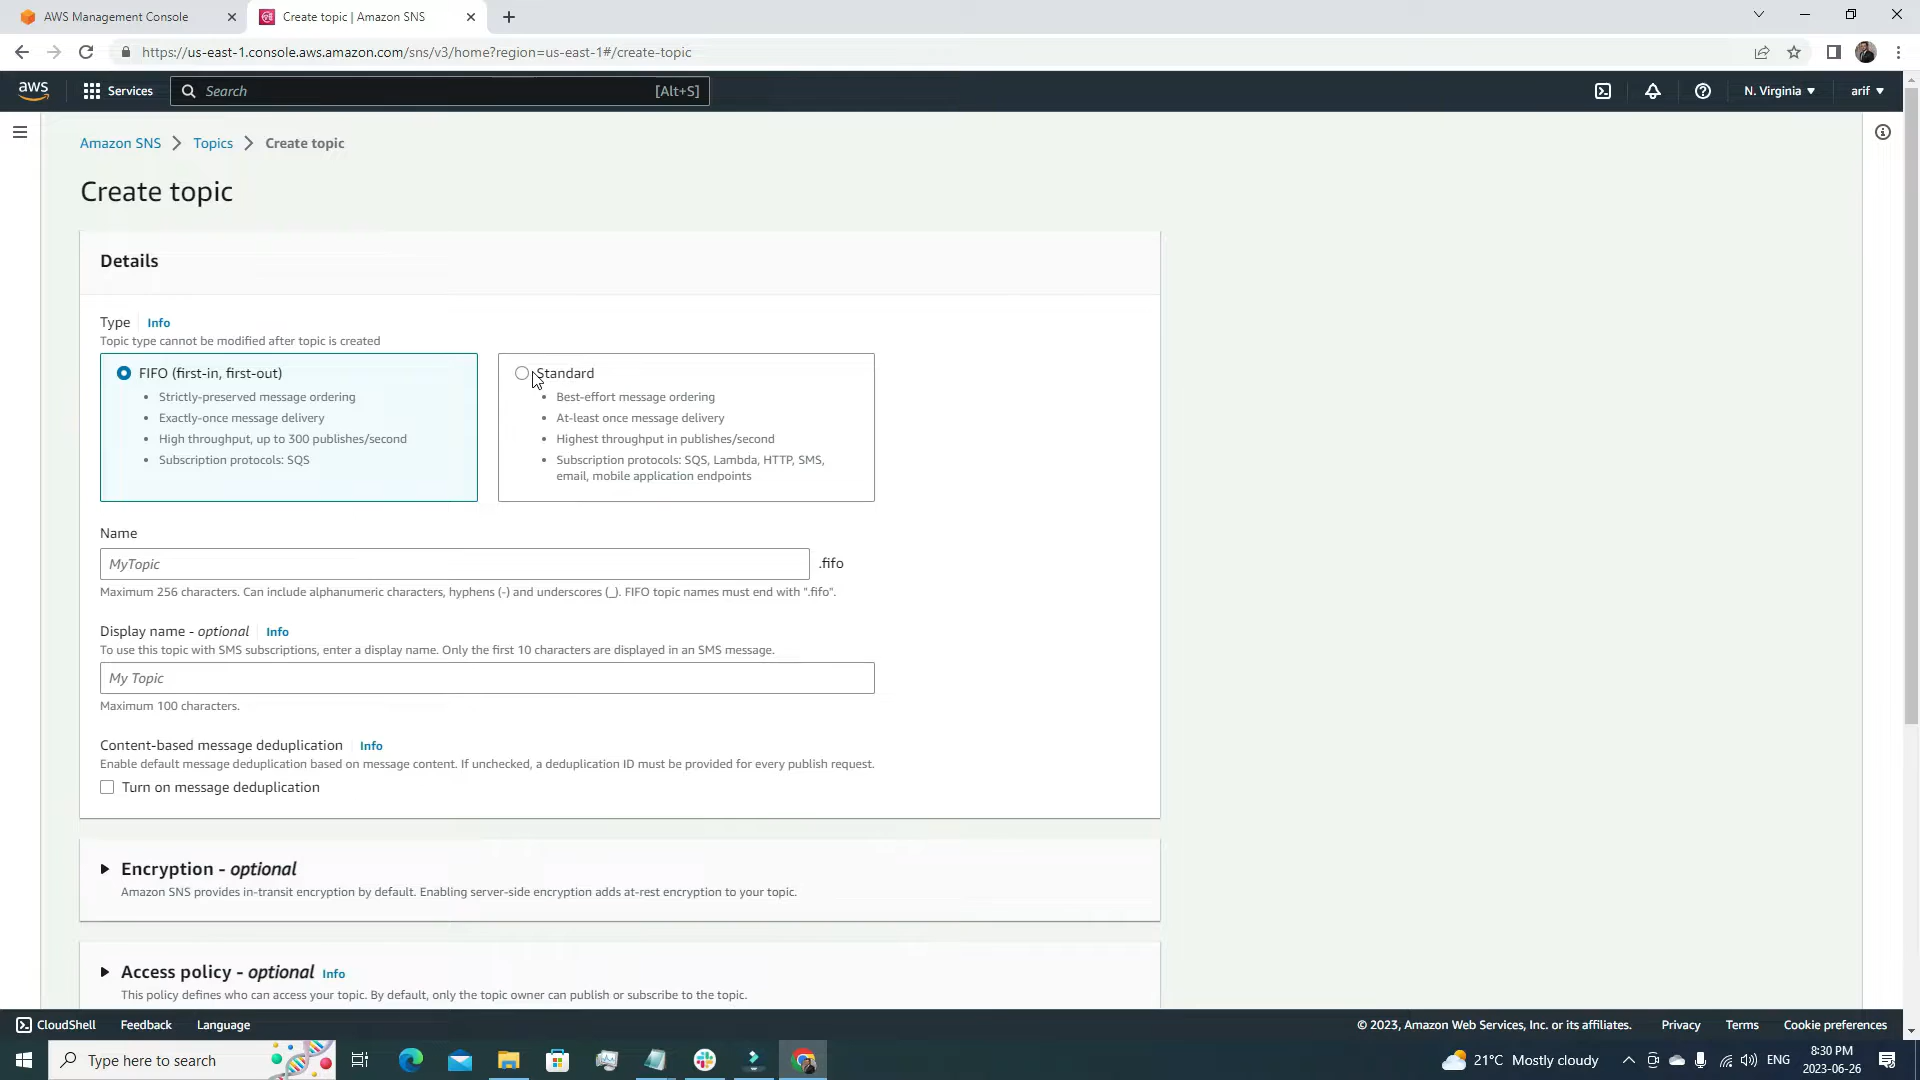 AWS Management Console
Create topic | Amazon SNS
https://us-east-1.console.aws.amazon.com/sns/v3/home?region=us-east-1#/create-topic
aws
Services
Search
[Alt+S]
N. Virginia
arif
Amazon SNS
Topics
Create topic
Create topic
Details
Type
Info
Topic type cannot be modified after topic is created
FIFO (first-in, first-out)
Strictly-preserved message ordering
Exactly-once message delivery
High throughput, up to 300 publishes/second
Subscription protocols: SQS
Standard
Best-effort message ordering
At-least once message delivery
Highest throughput in publishes/second
Subscription protocols: SQS, Lambda, HTTP, SMS,
email, mobile application endpoints
Name
MyTopic
.fifo
Maximum 256 characters. Can include alphanumeric characters, hyphens (-) and underscores (_). FIFO topic names must end with ".fifo".
Display name - optional
Info
To use this topic with SMS subscriptions, enter a display name. Only the first 10 characters are displayed in an SMS message.
My Topic
Maximum 100 characters.
Content-based message deduplication
Info
Enable default message deduplication based on message content. If unchecked, a deduplication ID must be provided for every publish request.
Turn on message deduplication
Encryption - optional
Amazon SNS provides in-transit encryption by default. Enabling server-side encryption adds at-rest encryption to your topic.
Access policy - optional
Info
This policy defines who can access your topic. By default, only the topic owner can publish or subscribe to the topic.
CloudShell
Feedback
Language
© 2023, Amazon Web Services, Inc. or its affiliates.
Privacy
Terms
Cookie preferences
Type here to search
21°C Mostly cloudy
ENG
8:30 PM
2023-06-26